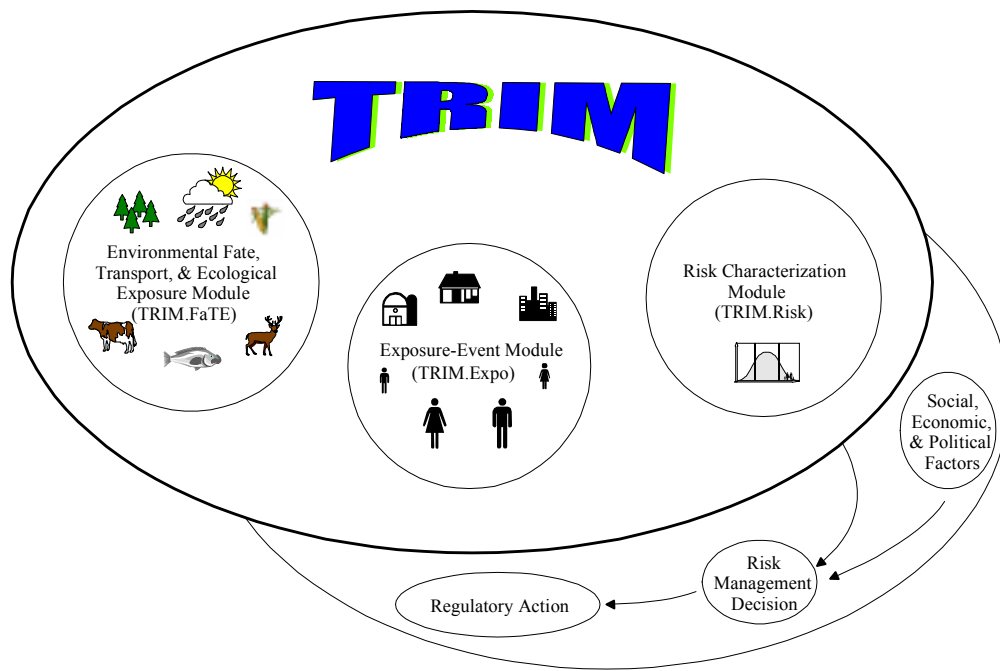 TRIM
Environmental Fate,
Transport, & Ecological
Exposure Module
(TRIM.FaTE)
Exposure-Event Module
(TRIM.Expo)
Risk Characterization
Module
(TRIM.Risk)
Social,
Economic,
& Political
Factors
Risk
Management
Decision
Regulatory Action